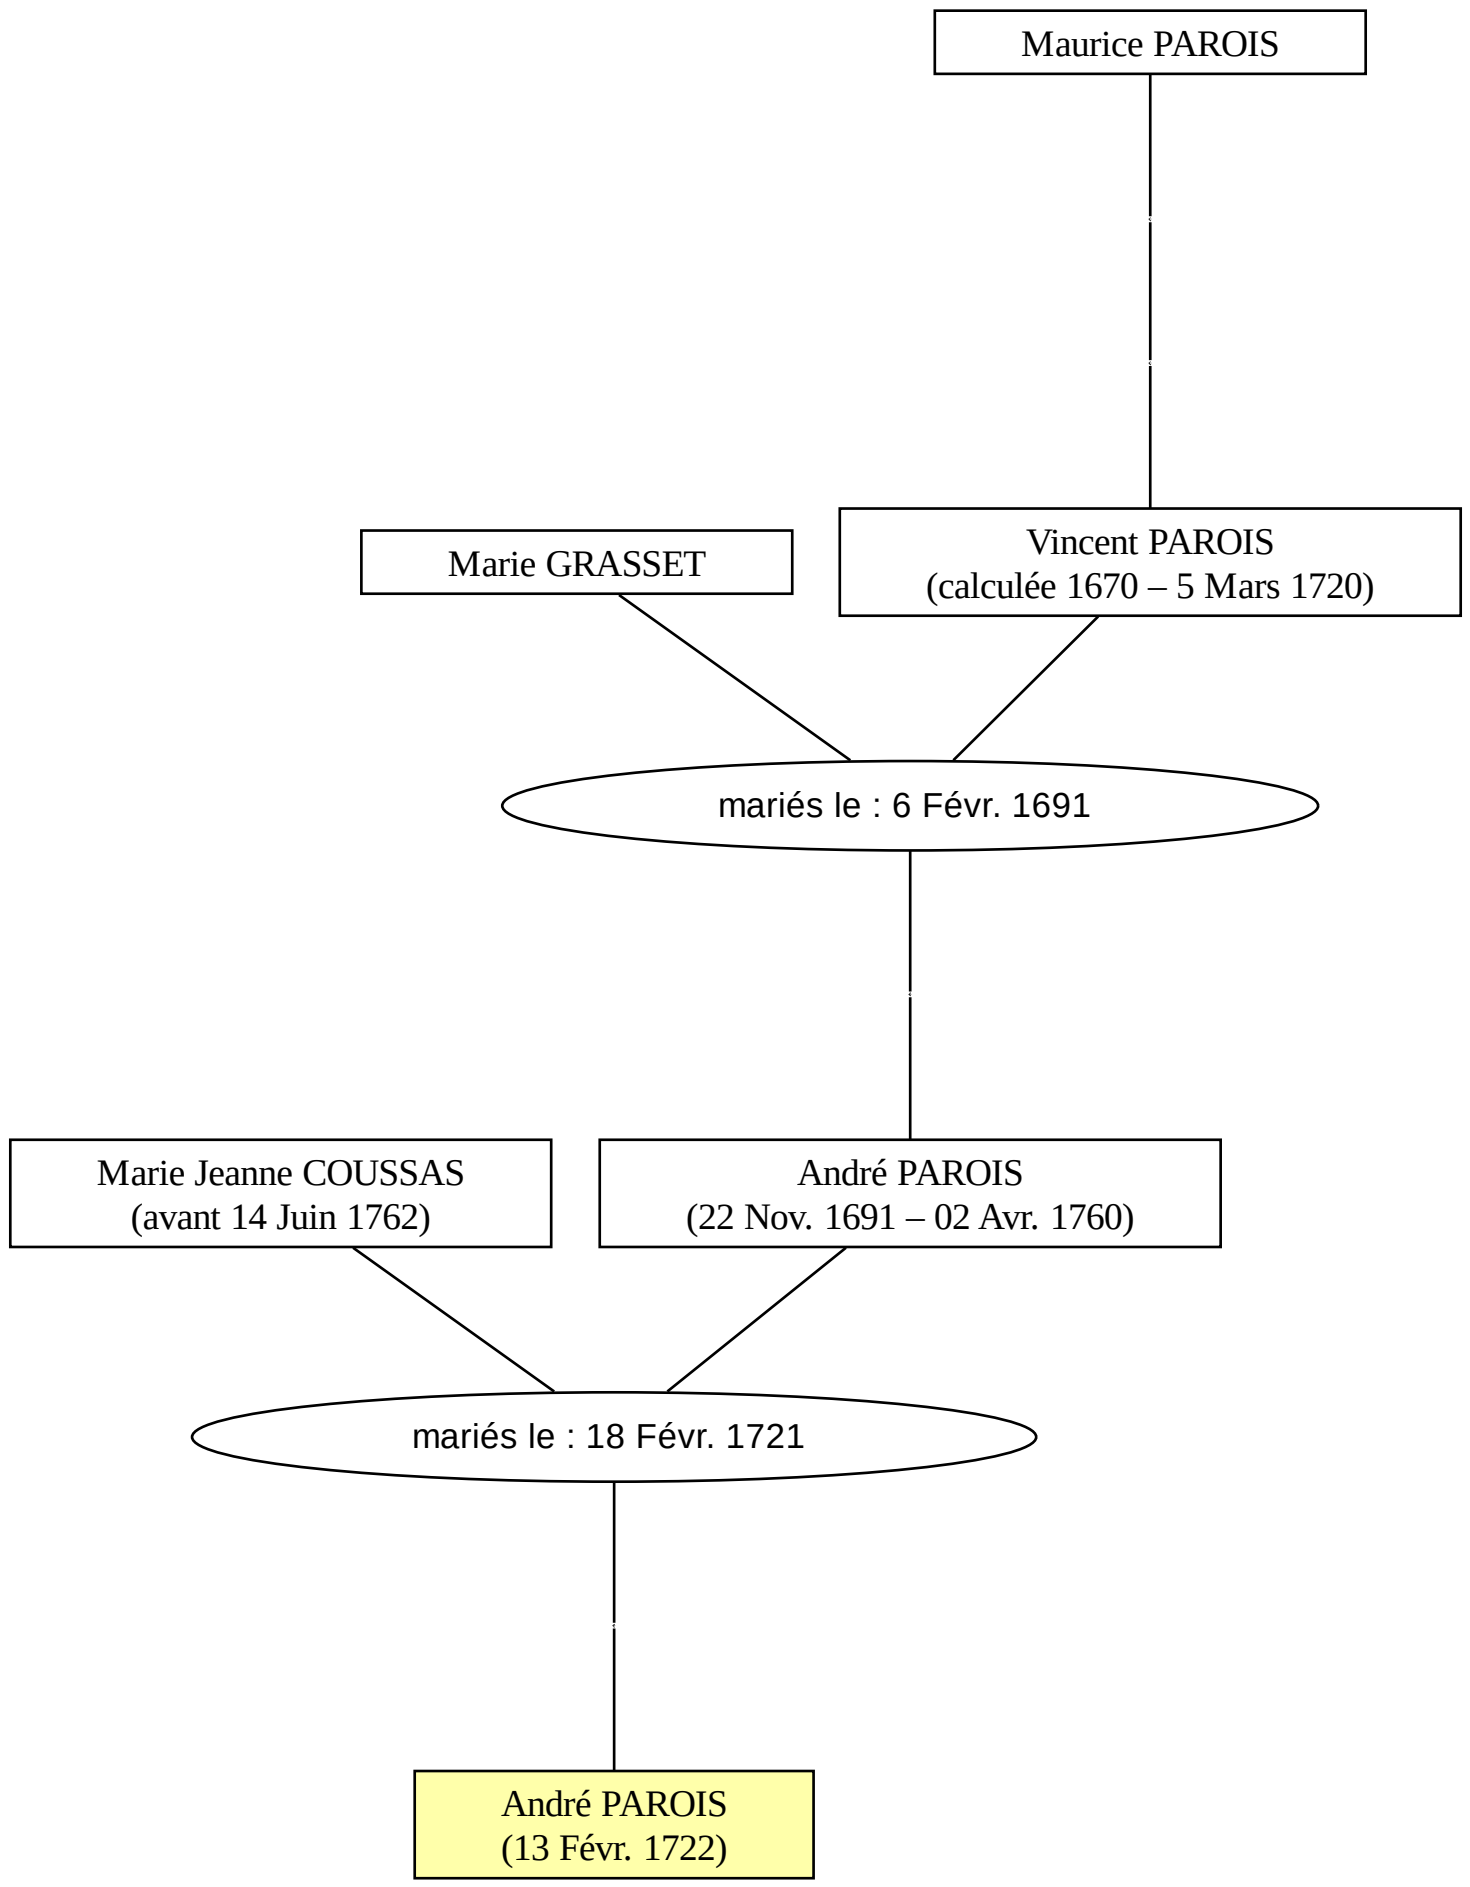 Maurice PAROIS
Marie GRASSET
Vincent PAROIS
(calculée 1670 – 5 Mars 1720)
mariés le : 6 Févr. 1691
Marie Jeanne COUSSAS
(avant 14 Juin 1762)
André PAROIS
(22 Nov. 1691 – 02 Avr. 1760)
mariés le : 18 Févr. 1721
André PAROIS
(13 Févr. 1722)